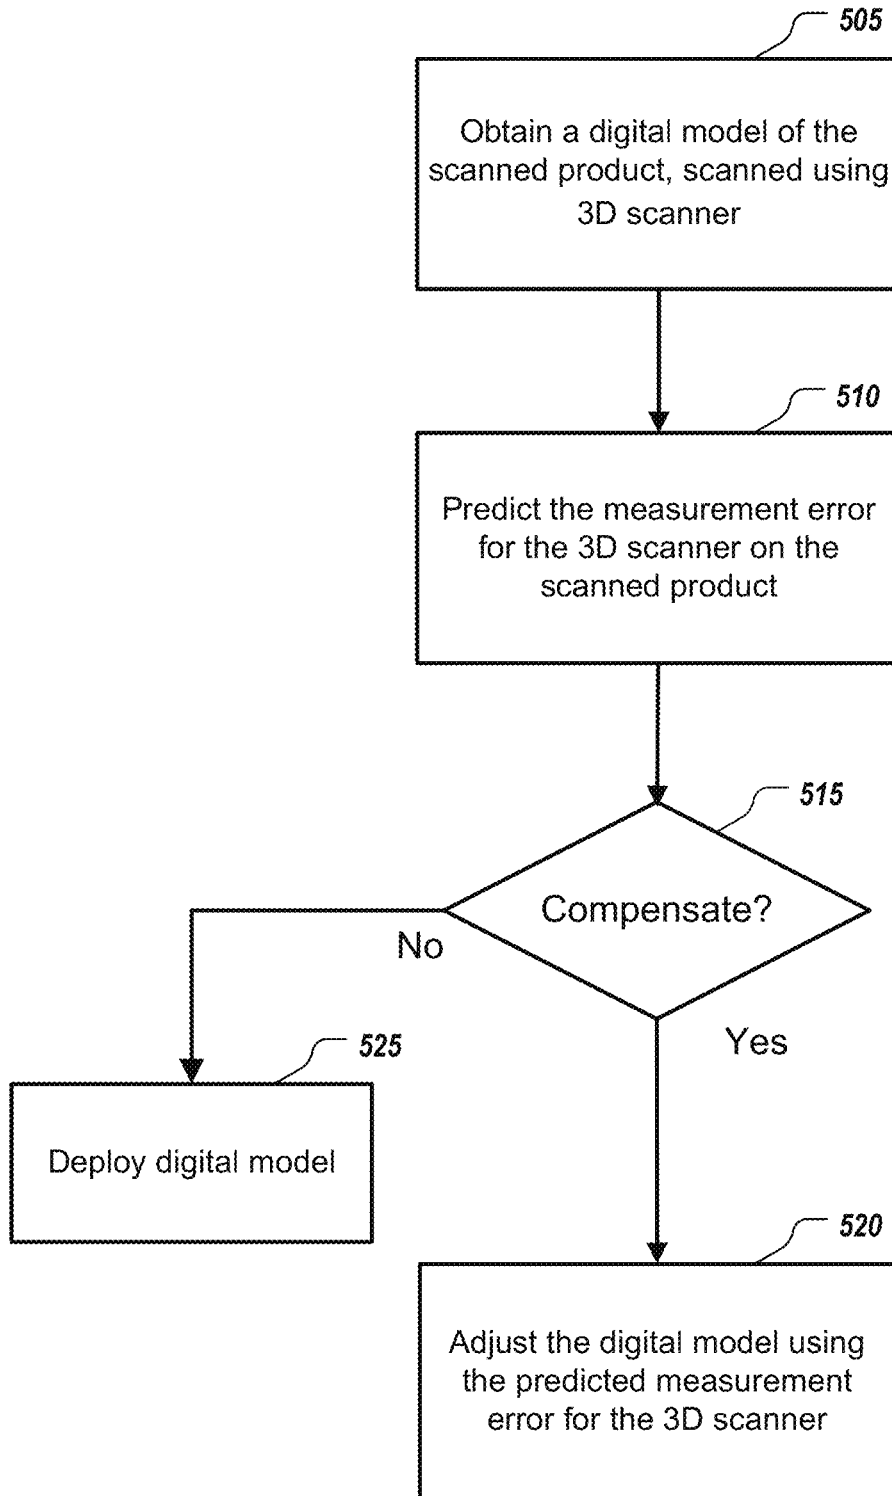 505
Obtain a digital model of the
scanned product, scanned using
3D scanner
510
Predict the measurement error
for the 3D scanner on the
scanned product
515
Compensate?
No
Yes
525
Deploy digital model
520
Adjust the digital model using
the predicted measurement
error for the 3D scanner